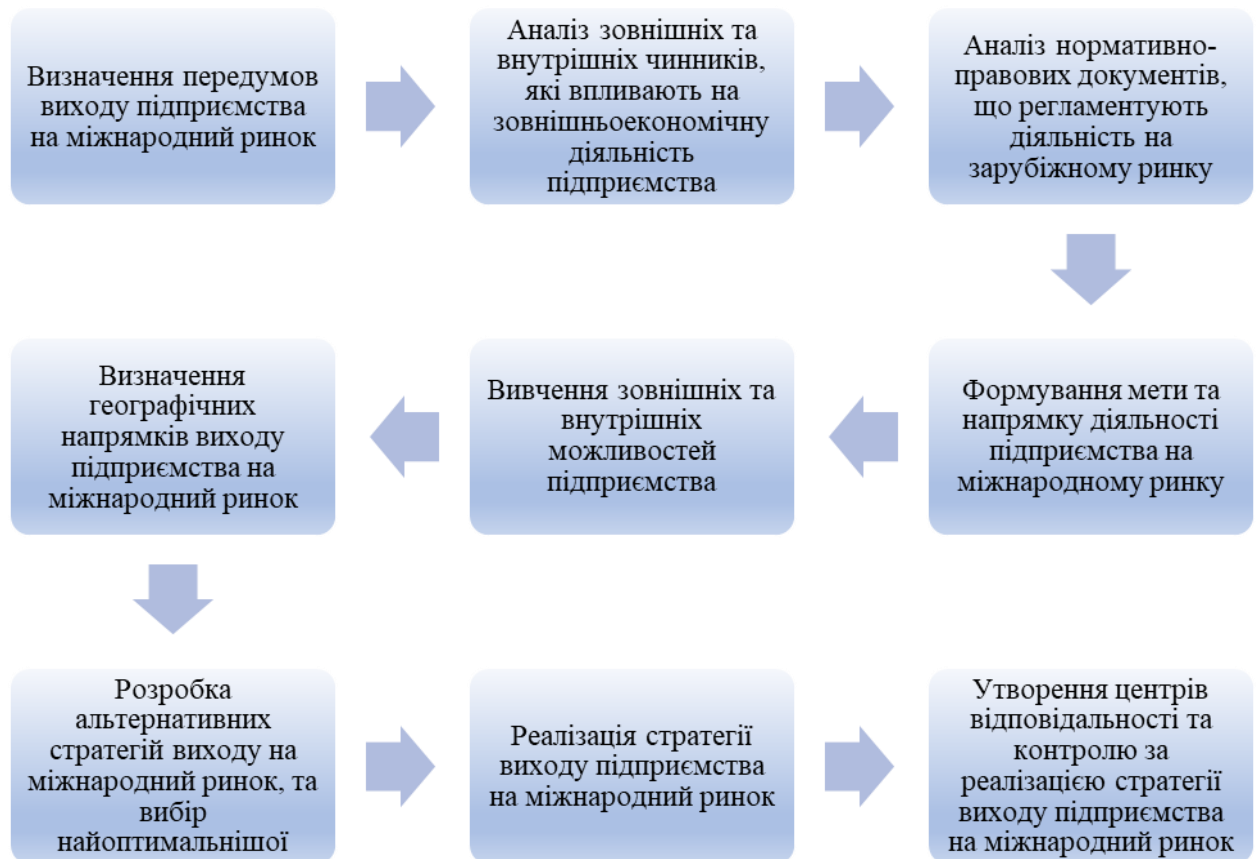 Визначення передумов
виходу підприємства
на міжнародний ринок
Аналіз зовнішніх та
внутрішніх чинників,
які впливають на
зовнішньоекономічну
діяльність
підприємства
Аналіз нормативно-
правових документів,
що регламентують
діяльність на
зарубіжному ринку
Формування мети та
напрямку діяльності
підприємства на
міжнародному ринку
Вивчення зовнішніх та
внутрішніх
можливостей
підприємства
Визначення
географічних
напрямків виходу
підприємства на
міжнародний ринок
Розробка
альтернативних
стратегій виходу на
міжнародний ринок, та
вибір
найоптимальнішої
Реалізація стратегії
виходу підприємства
на міжнародний ринок
Утворення центрів
відповідальності та
контролю за
реалізацією стратегії
виходу підприємства
на міжнародний ринок